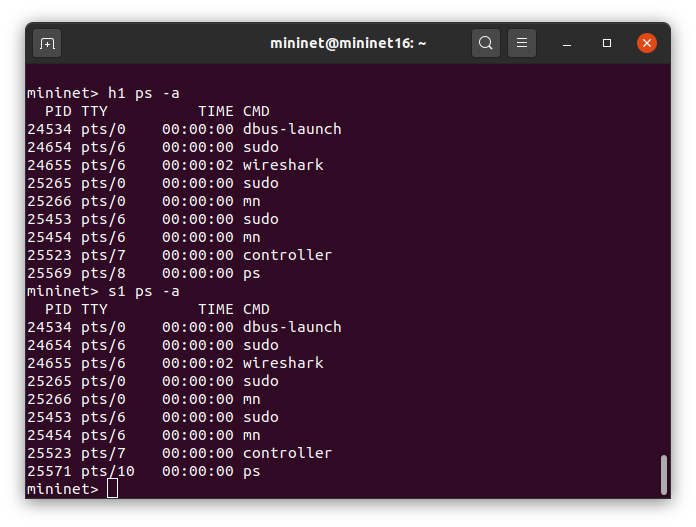 mininet@mininet16: ~
mininet> h1 ps -a
  PID TTY          TIME CMD
24534 pts/0    00:00:00 dbus-launch
24654 pts/6    00:00:00 sudo
24655 pts/6    00:00:02 wireshark
25265 pts/0    00:00:00 sudo
25266 pts/0    00:00:00 mn
25453 pts/6    00:00:00 sudo
25454 pts/6    00:00:00 mn
25523 pts/7    00:00:00 controller
25569 pts/8    00:00:00 ps
mininet> s1 ps -a
  PID TTY          TIME CMD
24534 pts/0    00:00:00 dbus-launch
24654 pts/6    00:00:00 sudo
24655 pts/6    00:00:02 wireshark
25265 pts/0    00:00:00 sudo
25266 pts/0    00:00:00 mn
25453 pts/6    00:00:00 sudo
25454 pts/6    00:00:00 mn
25523 pts/7    00:00:00 controller
25571 pts/10   00:00:00 ps
mininet>